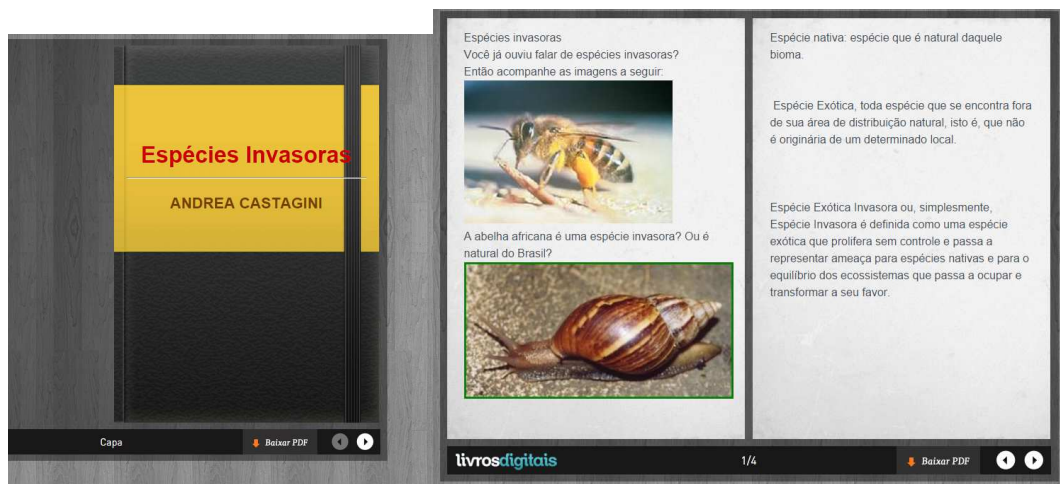 Espécies Invasoras
ANDREA CASTAGINI
Capa
Baixar PDF
Espécies invasoras
Você já ouviu falar de espécies invasoras?
Então acompanhe as imagens a seguir:
A abelha africana é uma espécie invasora? Ou é
natural do Brasil?
Espécie nativa: espécie que é natural daquele
bioma.
Espécie Exótica, toda espécie que se encontra fora
de sua área de distribuição natural, isto é, que não
é originária de um determinado local.
Espécie Exótica Invasora ou, simplesmente,
Espécie Invasora é definida como uma espécie
exótica que prolifera sem controle e passa a
representar ameaça para espécies nativas e para o
equilíbrio dos ecossistemas que passa a ocupar e
transformar a seu favor.
livrosdigitais
1/4
Baixar PDF